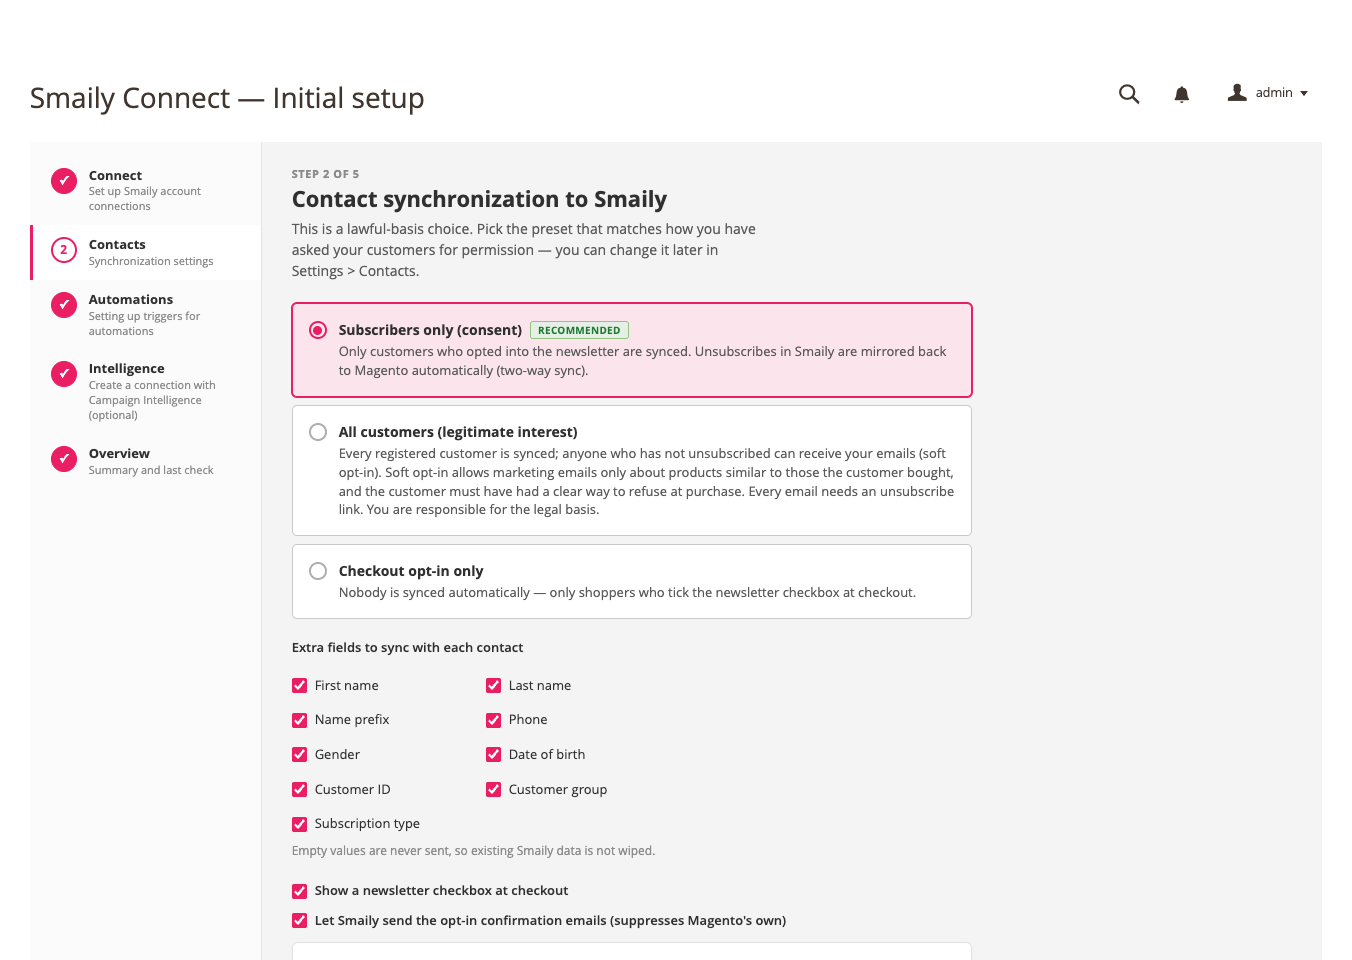 Smaily Connect — Initial setup
admin
Connect
Set up Smaily account
connections
2
Contacts
Synchronization settings
Automations
Setting up triggers for
automations
Intelligence
Create a connection with
Campaign Intelligence
(optional)
Overview
Summary and last check
STEP 2 OF 5
Contact synchronization to Smaily
This is a lawful-basis choice. Pick the preset that matches how you have
asked your customers for permission — you can change it later in
Settings > Contacts.
Subscribers only (consent) RECOMMENDED
Only customers who opted into the newsletter are synced. Unsubscribes in Smaily are mirrored back
to Magento automatically (two-way sync).
All customers (legitimate interest)
Every registered customer is synced; anyone who has not unsubscribed can receive your emails (soft
opt-in). Soft opt-in allows marketing emails only about products similar to those the customer bought,
and the customer must have had a clear way to refuse at purchase. Every email needs an unsubscribe
link. You are responsible for the legal basis.
Checkout opt-in only
Nobody is synced automatically — only shoppers who tick the newsletter checkbox at checkout.
Extra fields to sync with each contact
First name Last name
Name prefix Phone
Gender Date of birth
Customer ID Customer group
Subscription type
Empty values are never sent, so existing Smaily data is not wiped.
Show a newsletter checkbox at checkout
Let Smaily send the opt-in confirmation emails (suppresses Magento's own)